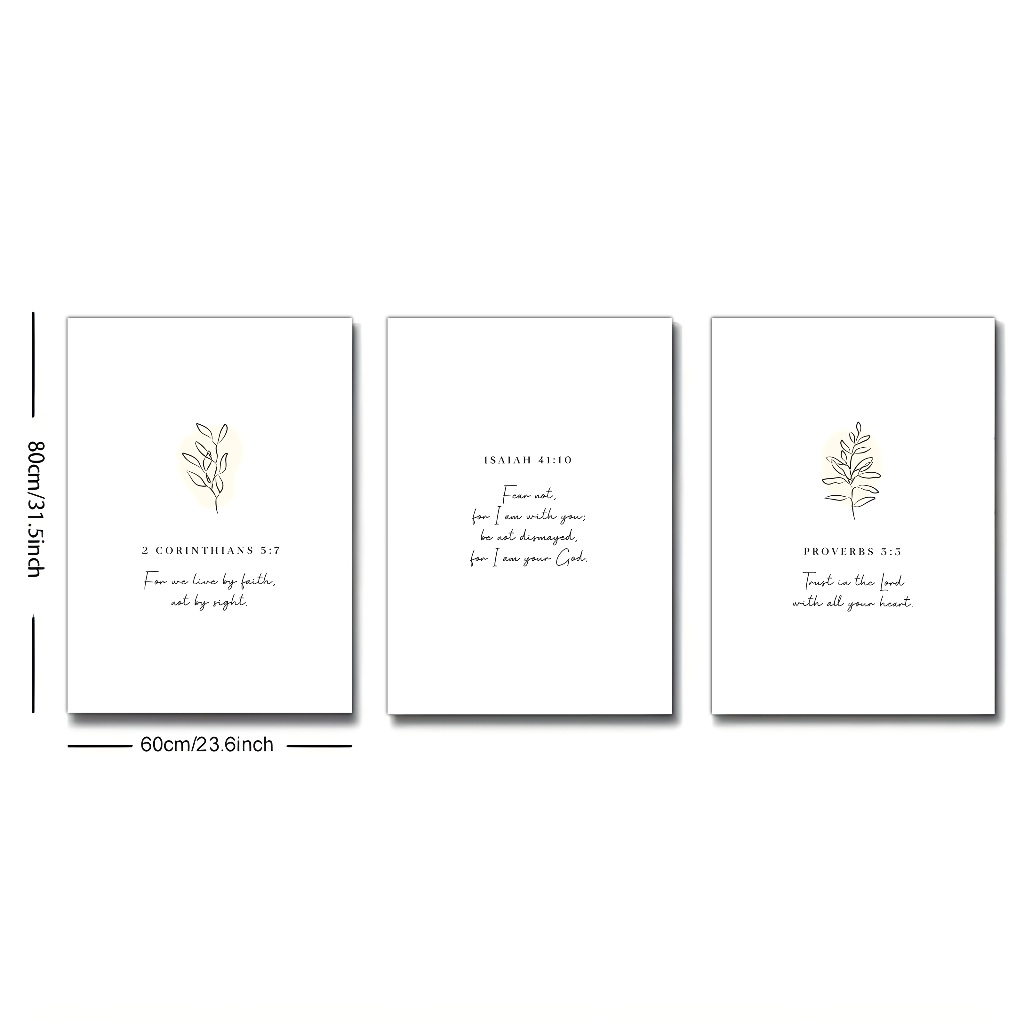 2 CORINTHIANS 5:7
For we live by faith,
not by sight.
ISAIAH 41:10
Fear not,
for I am with you;
be not dismayed,
for I am your God.
PROVERBS 3:5
Trust in the Lord
with all your heart.
80cm/31.5inch
60cm/23.6inch